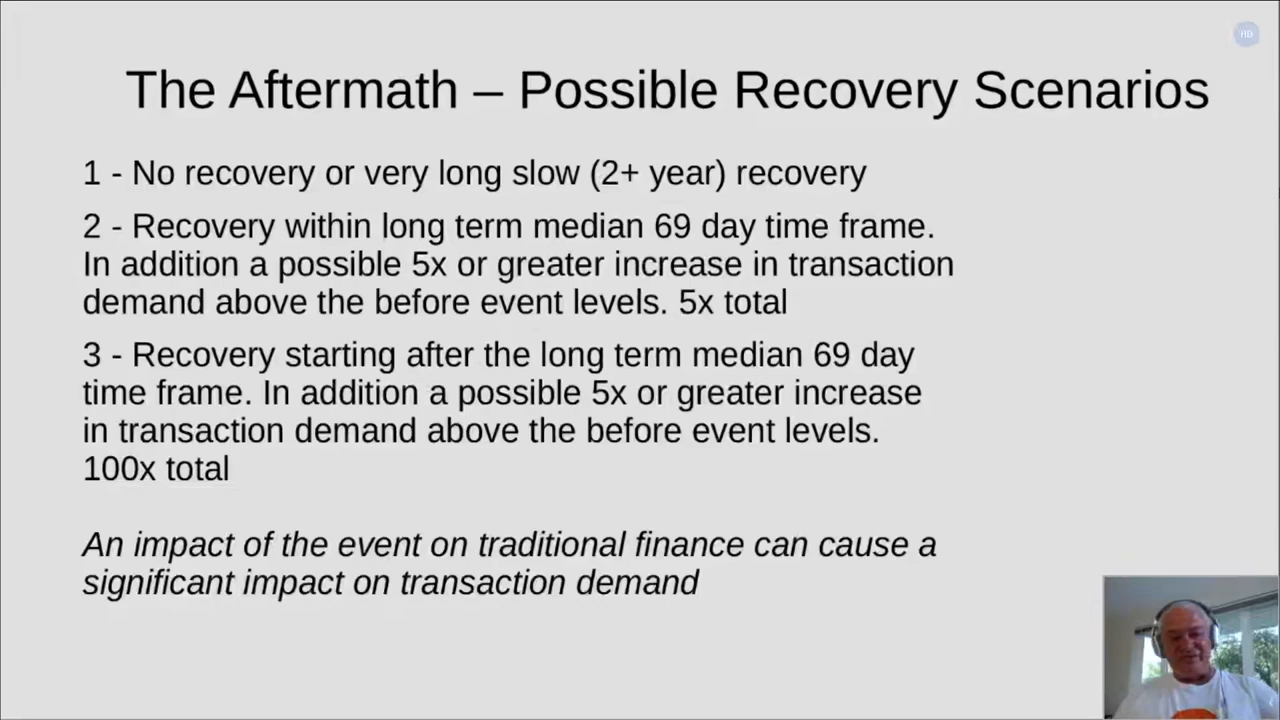 HD
The Aftermath – Possible Recovery Scenarios
1 - No recovery or very long slow (2+ year) recovery
2 - Recovery within long term median 69 day time frame.
In addition a possible 5x or greater increase in transaction
demand above the before event levels. 5x total
3 - Recovery starting after the long term median 69 day
time frame. In addition a possible 5x or greater increase
in transaction demand above the before event levels.
100x total
An impact of the event on traditional finance can cause a
significant impact on transaction demand